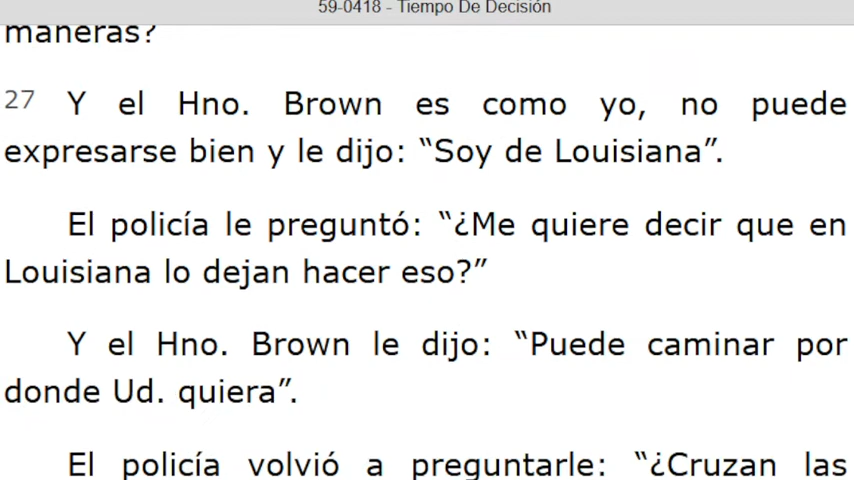 59-0418 - Tiempo De Decisión
maneras?
27 Y el Hno. Brown es como yo, no puede
expresarse bien y le dijo: “Soy de Louisiana”.
El policía le preguntó: “¿Me quiere decir que en
Louisiana lo dejan hacer eso?”
Y el Hno. Brown le dijo: “Puede caminar por
donde Ud. quiera”.
El policía volvió a preguntarle: “¿Cruzan las